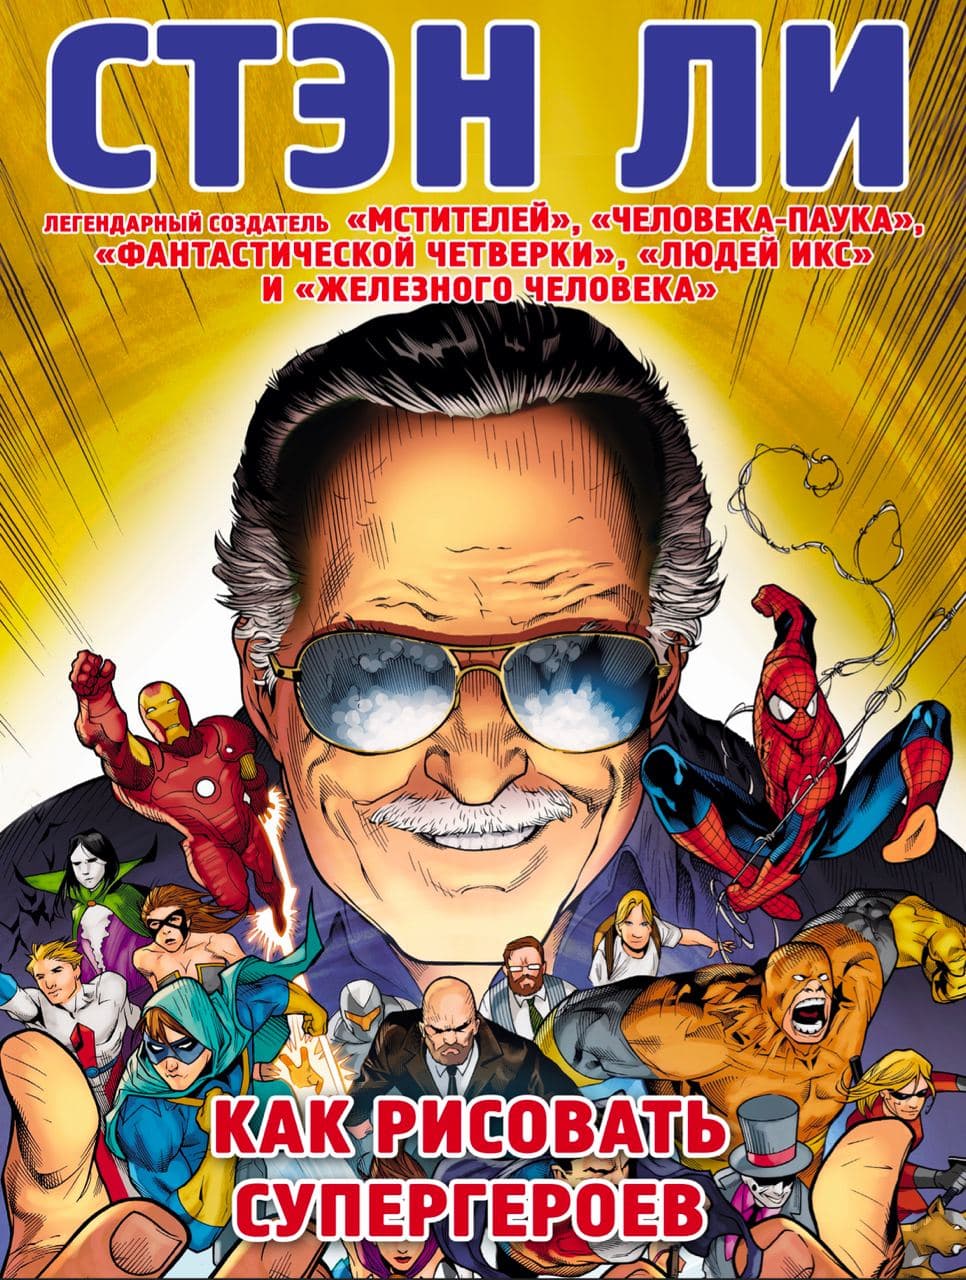 СТЭН ЛИ
ЛЕГЕНДАРНЫЙ СОЗДАТЕЛЬ «МСТИТЕЛЕЙ», «ЧЕЛОВЕКА-ПАУКА»,
«ФАНТАСТИЧЕСКОЙ ЧЕТВЕРКИ», «ЛЮДЕЙ ИКС»
И «ЖЕЛЕЗНОГО ЧЕЛОВЕКА»
КАК РИСОВАТЬ
СУПЕРГЕРОЕВ